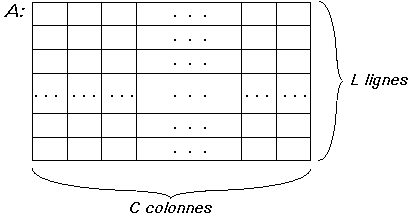 A:
. . .
. . .
. . .
. . . . . . . . . . . . . . . . . .
. . .
. . .
L lignes
C colonnes